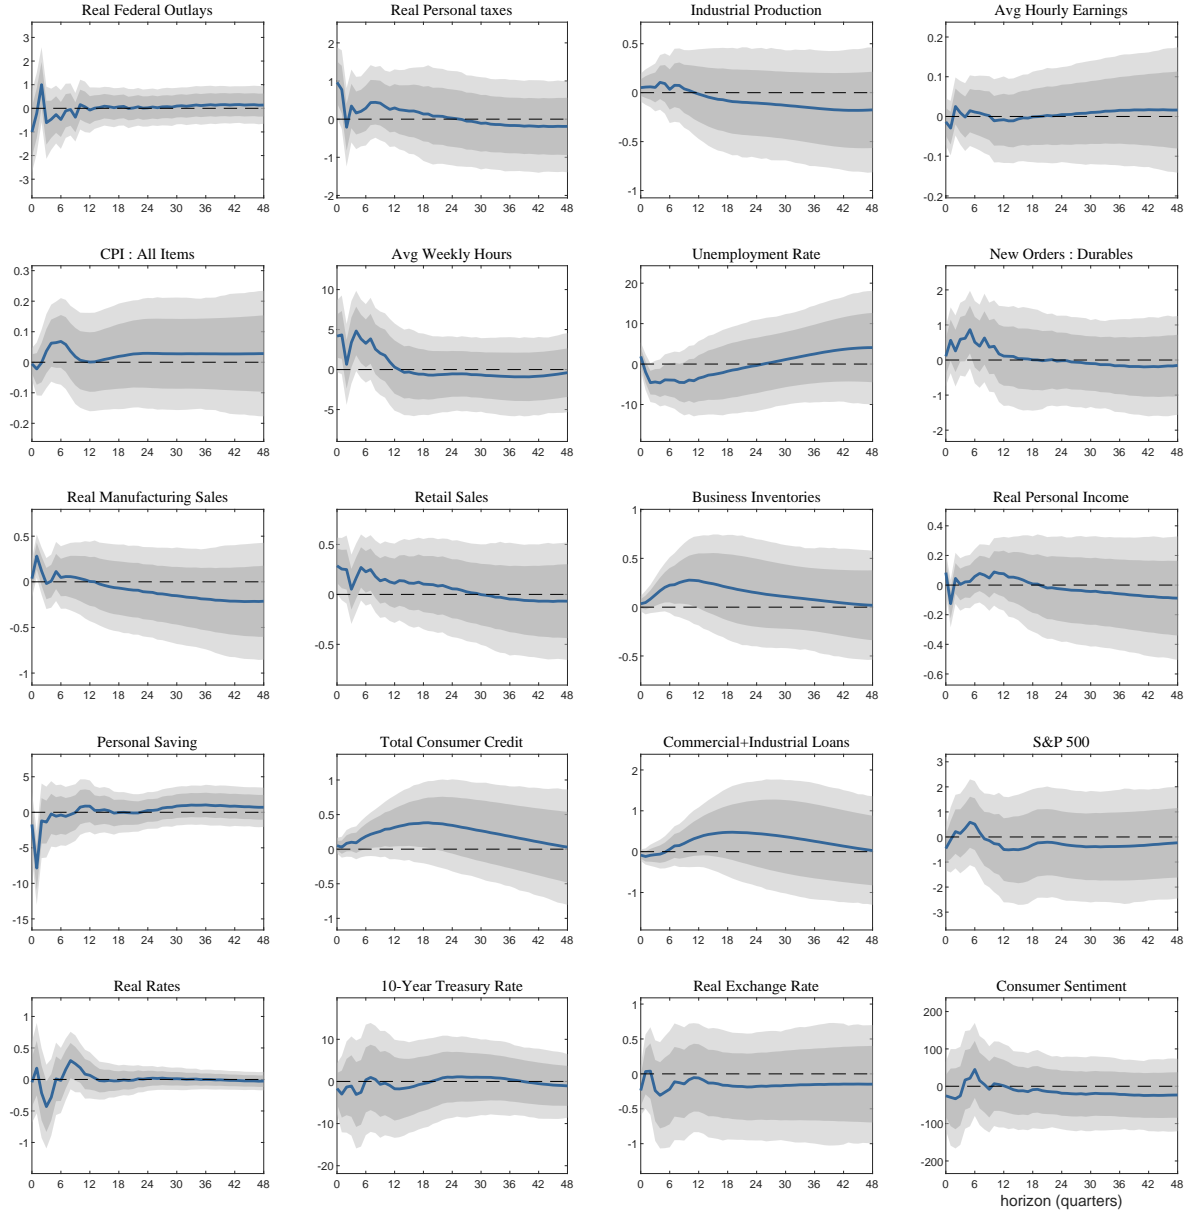 Real Federal Outlays
3
2
1
0
-1
-2
-3
0 6 12 18 24 30 36 42 48
Real Personal taxes
2
1
0
-1
-2
0 6 12 18 24 30 36 42 48
Industrial Production
0.5
0
-0.5
-1
0 6 12 18 24 30 36 42 48
Avg Hourly Earnings
0.2
0.1
0
-0.1
-0.2
0 6 12 18 24 30 36 42 48
CPI : All Items
0.3
0.2
0.1
0
-0.1
-0.2
0 6 12 18 24 30 36 42 48
Avg Weekly Hours
10
5
0
-5
0 6 12 18 24 30 36 42 48
Unemployment Rate
20
10
0
-10
0 6 12 18 24 30 36 42 48
New Orders : Durables
2
1
0
-1
-2
0 6 12 18 24 30 36 42 48
Real Manufacturing Sales
0.5
0
-0.5
-1
0 6 12 18 24 30 36 42 48
Retail Sales
0.5
0
-0.5
0 6 12 18 24 30 36 42 48
Business Inventories
1
0.5
0
-0.5
0 6 12 18 24 30 36 42 48
Real Personal Income
0.4
0.2
0
-0.2
-0.4
-0.6
0 6 12 18 24 30 36 42 48
Personal Saving
5
0
-5
-10
-15
0 6 12 18 24 30 36 42 48
Total Consumer Credit
1
0.5
0
-0.5
-1
0 6 12 18 24 30 36 42 48
Commercial+Industrial Loans
2
1
0
-1
0 6 12 18 24 30 36 42 48
S&P 500
3
2
1
0
-1
-2
-3
0 6 12 18 24 30 36 42 48
Real Rates
1
0.5
0
-0.5
-1
0 6 12 18 24 30 36 42 48
10-Year Treasury Rate
10
0
-10
-20
0 6 12 18 24 30 36 42 48
Real Exchange Rate
1
0.5
0
-0.5
-1
0 6 12 18 24 30 36 42 48
Consumer Sentiment
200
100
0
-100
-200
0 6 12 18 24 30 36 42 48
horizon (quarters)